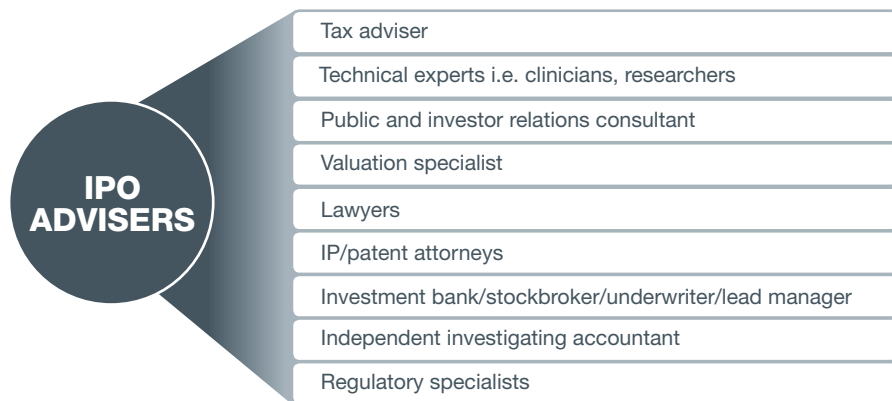 IPO
ADVISERS
Tax adviser
Technical experts i.e. clinicians, researchers
Public and investor relations consultant
Valuation specialist
Lawyers
IP/patent attorneys
Investment bank/stockbroker/underwriter/lead manager
Independent investigating accountant
Regulatory specialists